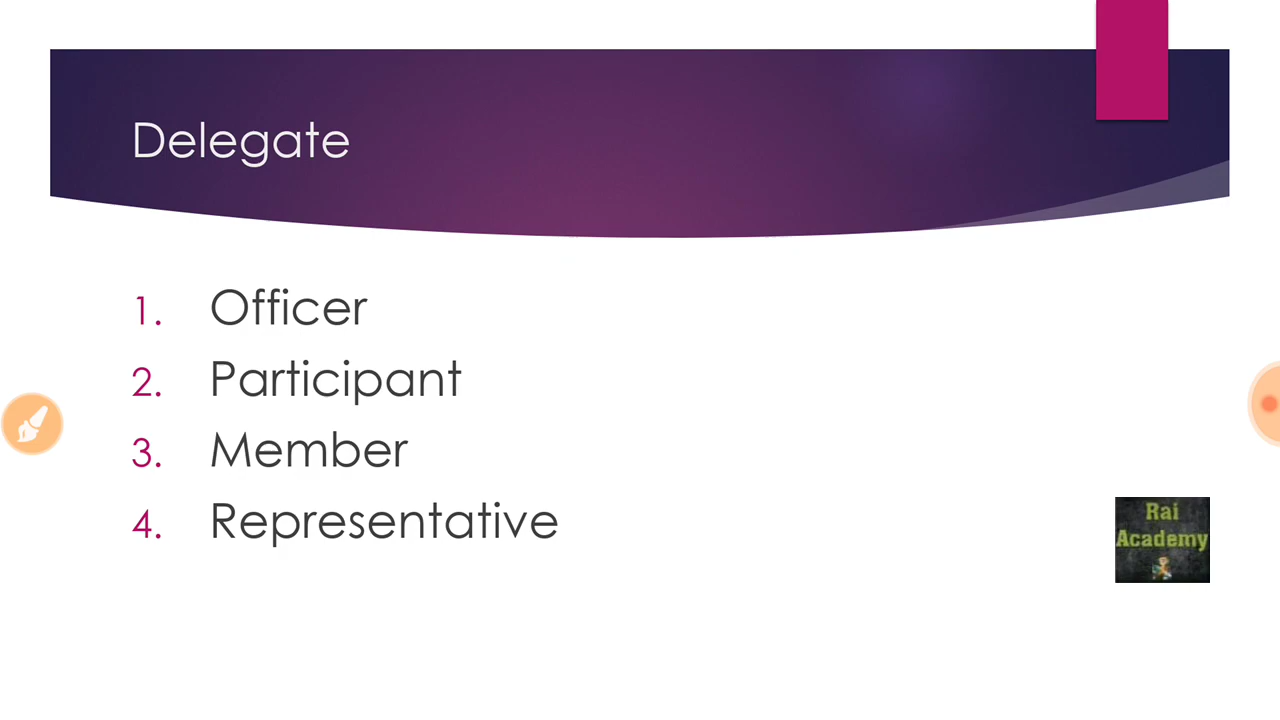 Delegate
1. Officer
2. Participant
3. Member
4. Representative
Rai
Academy